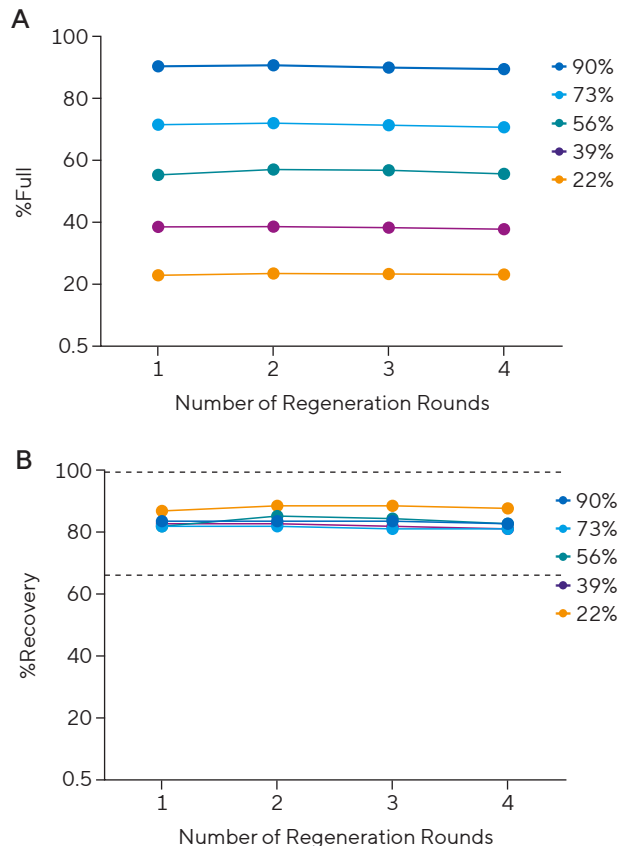 A
100
80
60
40
20
0.5
%Full
1 2 3 4
Number of Regeneration Rounds
90%
73%
56%
39%
22%
B
100
80
60
40
20
0.5
%Recovery
1 2 3 4
Number of Regeneration Rounds
90%
73%
56%
39%
22%